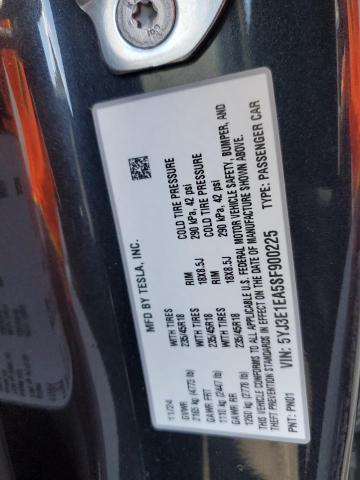 MFD BY TESLA, INC.
11/24
GVWR
2165 kg (4773 lb)
WITH TIRES
235/45R18
RIM
18X8.5J
COLD TIRE PRESSURE
290 kPa, 42 psi
GAWR FRT
1110 kg (2447 lb)
WITH TIRES
235/45R18
RIM
18X8.5J
COLD TIRE PRESSURE
290 kPa, 42 psi
GAWR RR
1260 kg (2778 lb)
THIS VEHICLE CONFORMS TO ALL APPLICABLE U.S. FEDERAL MOTOR VEHICLE SAFETY, BUMPER, AND
THEFT PREVENTION STANDARDS IN EFFECT ON THE DATE OF MANUFACTURE SHOWN ABOVE.
VIN: 5YJ3E1EA5SF900225
TYPE: PASSENGER CAR
PNT: PN01